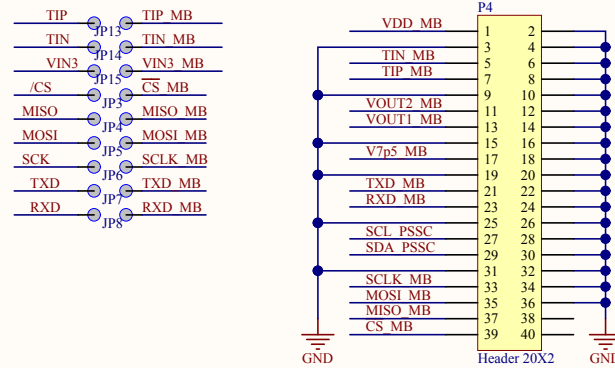 TIP JP13 TIP_MB
TIN JP14 TIN_MB
VIN3 JP15 VIN3_MB
/CS JP3 CS_MB
MISO JP4 MISO_MB
MOSI JP5 MOSI_MB
SCK JP6 SCLK_MB
TXD JP7 TXD_MB
RXD JP8 RXD_MB
P4
VDD_MB 1 2
3 4
TIN_MB 5 6
TIP_MB 7 8
9 10
VOUT2_MB 11 12
VOUT1_MB 13 14
15 16
V7p5_MB 17 18
19 20
TXD_MB 21 22
RXD_MB 23 24
25 26
SCL_PSSC 27 28
SDA_PSSC 29 30
31 32
SCLK_MB 33 34
MOSI_MB 35 36
MISO_MB 37 38
CS_MB 39 40
GND Header 20X2 GND